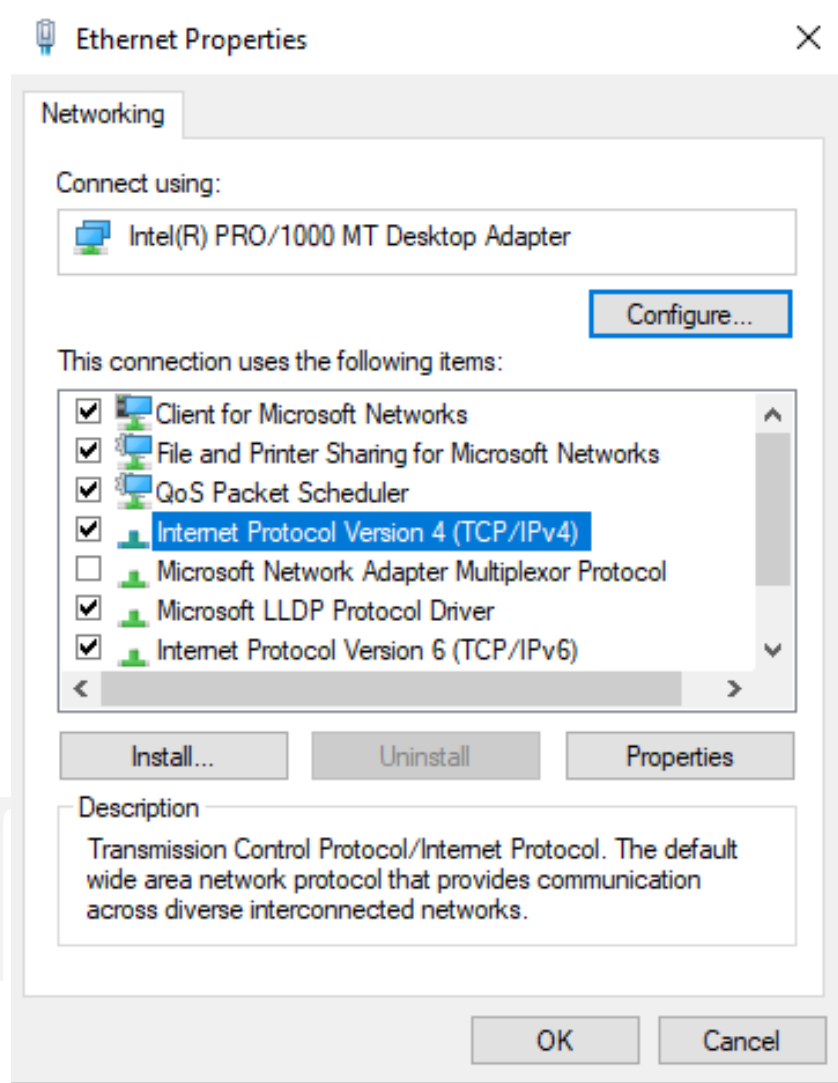 Ethernet Properties
Networking
Connect using:
Intel(R) PRO/1000 MT Desktop Adapter
Configure...
This connection uses the following items:
Client for Microsoft Networks
File and Printer Sharing for Microsoft Networks
QoS Packet Scheduler
Internet Protocol Version 4 (TCP/IPv4)
Microsoft Network Adapter Multiplexor Protocol
Microsoft LLDP Protocol Driver
Internet Protocol Version 6 (TCP/IPv6)
Install...
Uninstall
Properties
Description
Transmission Control Protocol/Internet Protocol. The default
wide area network protocol that provides communication
across diverse interconnected networks.
OK
Cancel